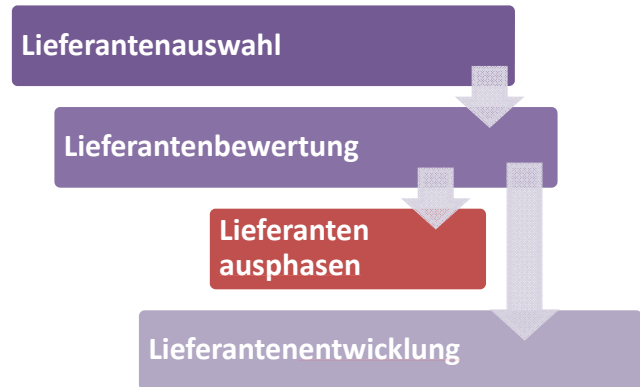 Lieferantenauswahl
Lieferantenbewertung
Lieferanten
ausphasen
Lieferantenentwicklung